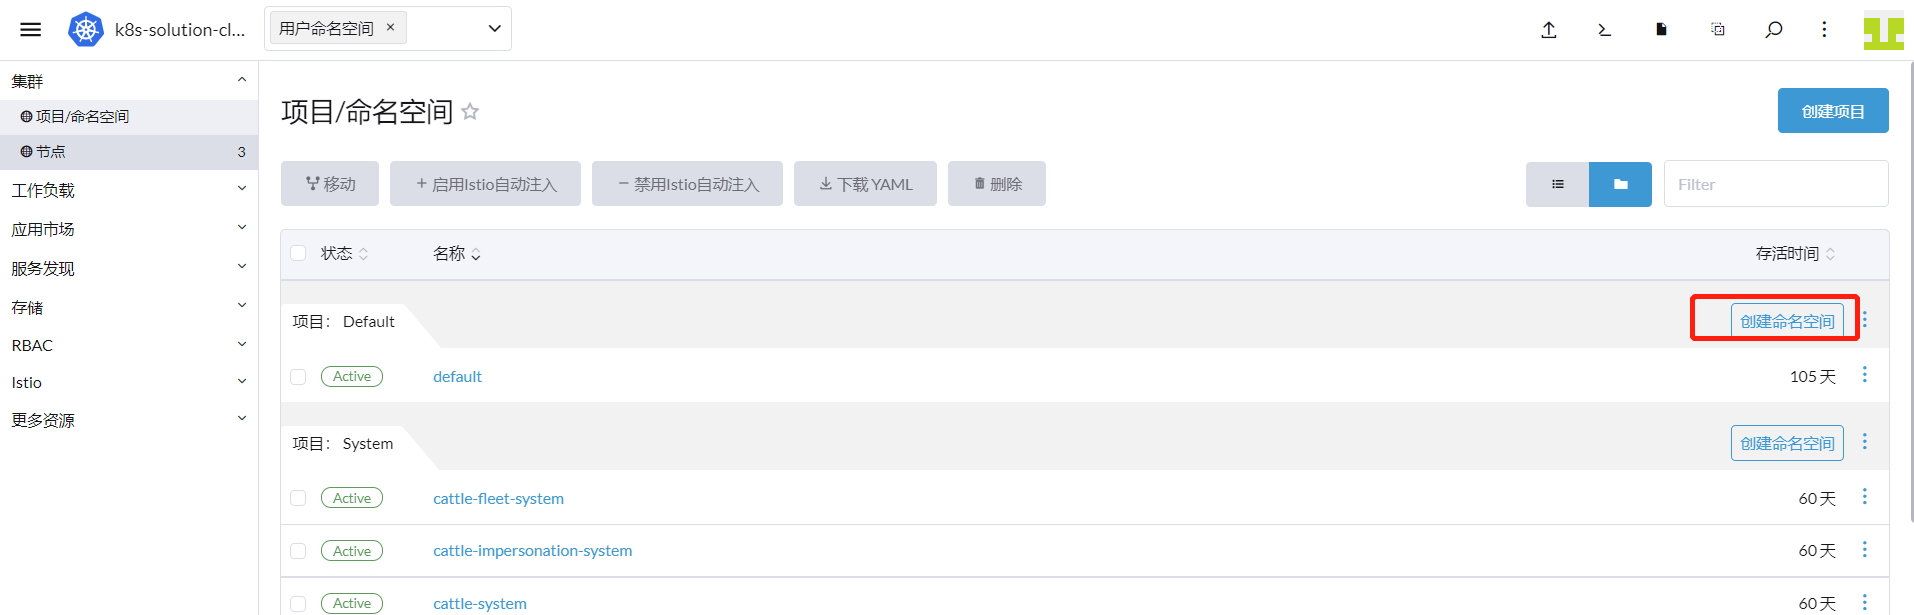 k8s-solution-cl...
用户命名空间 ×
集群
项目/命名空间
节点 3
工作负载
应用市场
服务发现
存储
RBAC
Istio
更多资源
项目/命名空间
创建项目
移动
+ 启用Istio自动注入
− 禁用Istio自动注入
下载 YAML
删除
Filter
状态 名称 存活时间
项目: Default 创建命名空间
Active default 105 天
项目: System 创建命名空间
Active cattle-fleet-system 60 天
Active cattle-impersonation-system 60 天
Active cattle-system 60 天